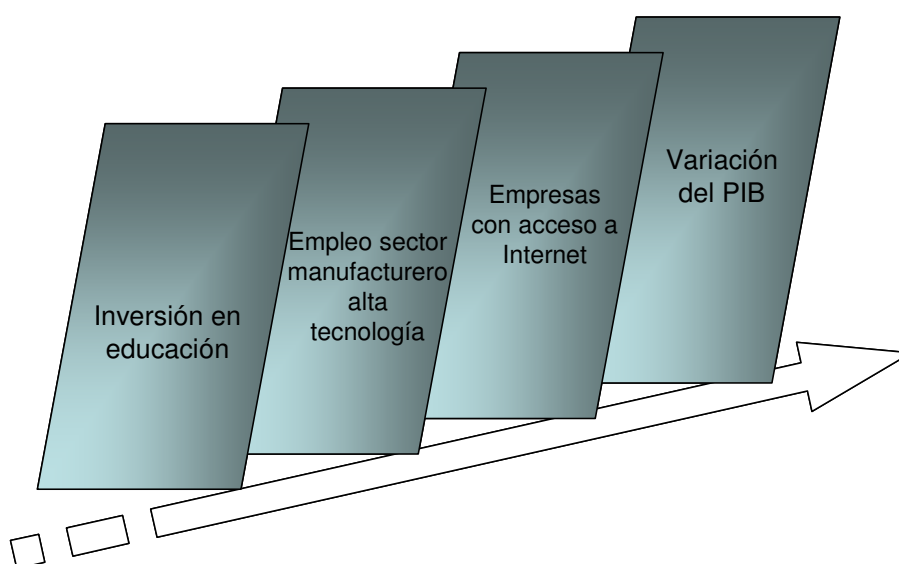 Inversión en
educación
Empleo sector
manufacturero
alta
tecnología
Empresas
con acceso a
Internet
Variación
del PIB